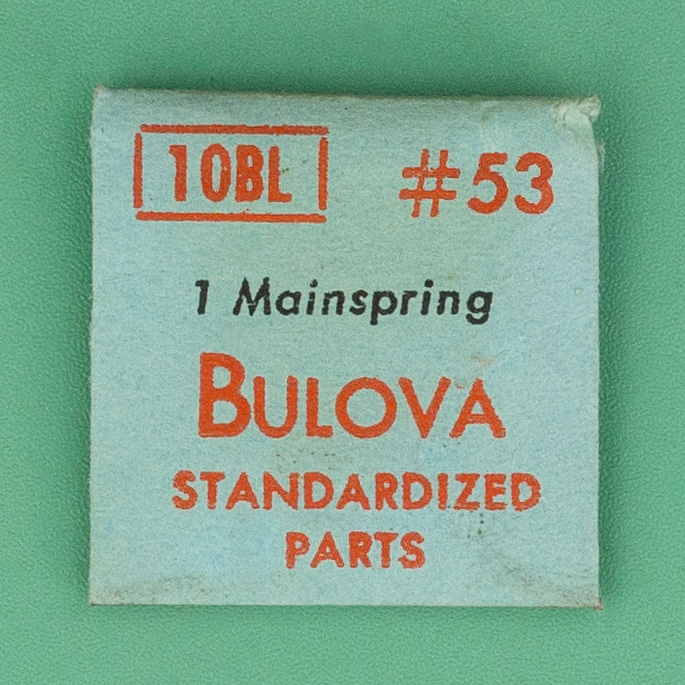 10BL #53
1 Mainspring
BULOVA
STANDARDIZED
PARTS